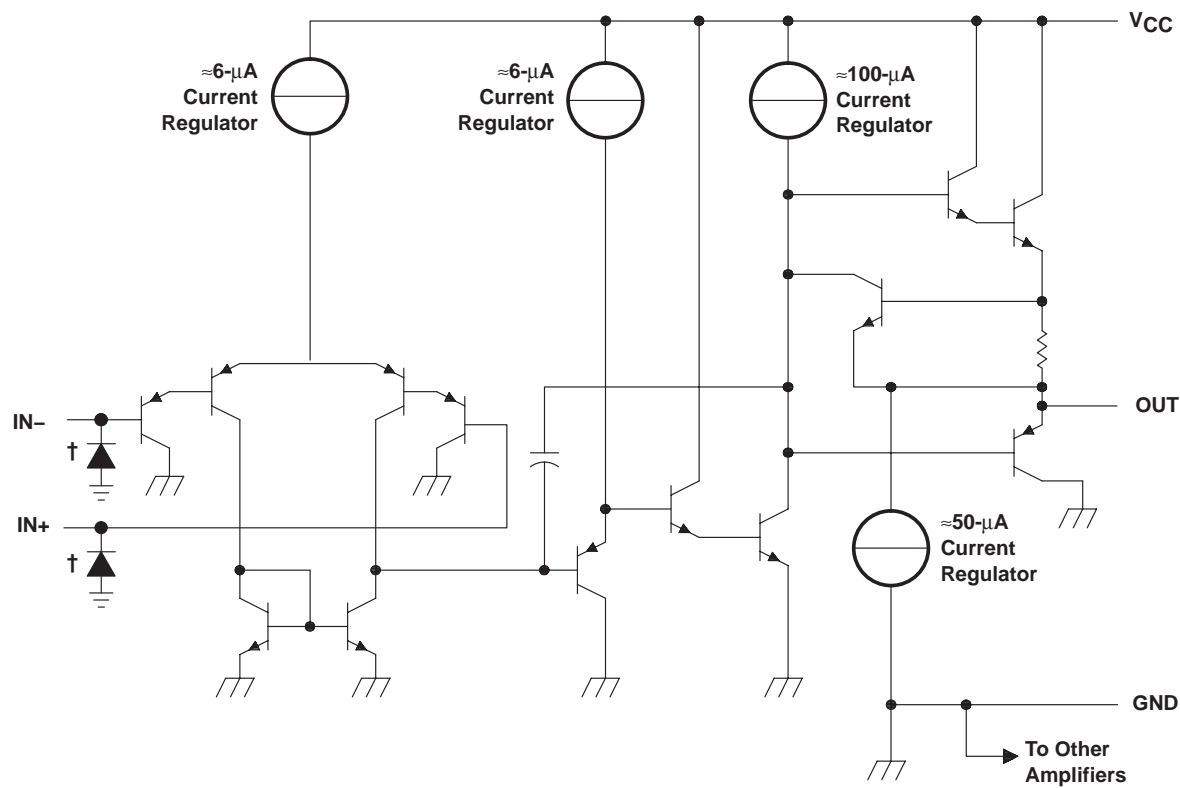 VCC
≈6-µA
Current
Regulator
≈6-µA
Current
Regulator
≈100-µA
Current
Regulator
IN–
†
IN+
†
OUT
≈50-µA
Current
Regulator
GND
To Other
Amplifiers